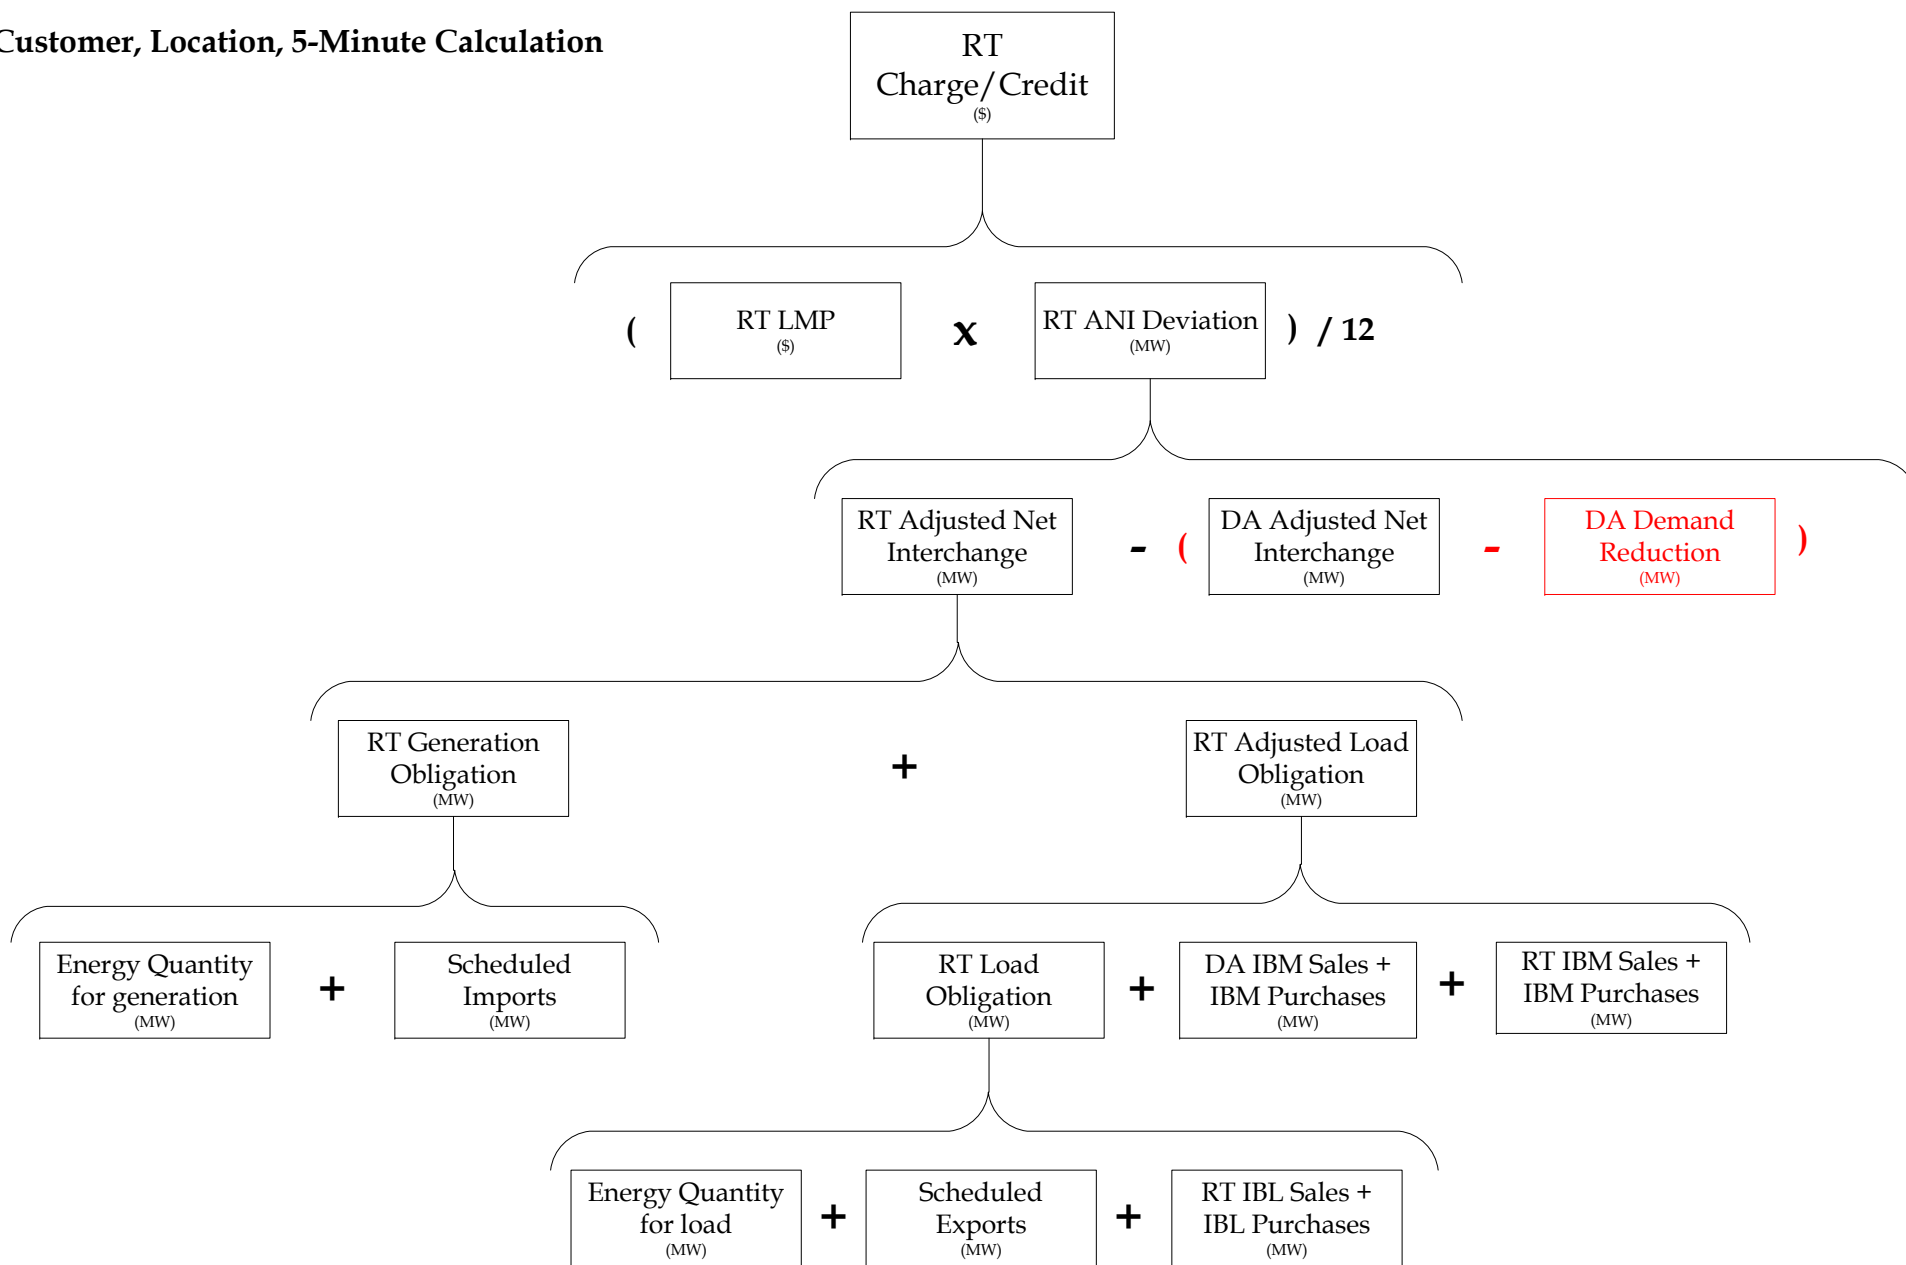 Customer, Location, 5-Minute Calculation
RT
Charge/Credit
($)
(
RT LMP
($)
x
RT ANI Deviation
(MW)
) / 12
RT Adjusted Net
Interchange
(MW)
-
(
DA Adjusted Net
Interchange
(MW)
-
DA Demand
Reduction
(MW)
)
RT Generation
Obligation
(MW)
+
RT Adjusted Load
Obligation
(MW)
Energy Quantity
for generation
(MW)
+
Scheduled
Imports
(MW)
RT Load
Obligation
(MW)
+
DA IBM Sales +
IBM Purchases
(MW)
+
RT IBM Sales +
IBM Purchases
(MW)
Energy Quantity
for load
(MW)
+
Scheduled
Exports
(MW)
+
RT IBL Sales +
IBL Purchases
(MW)